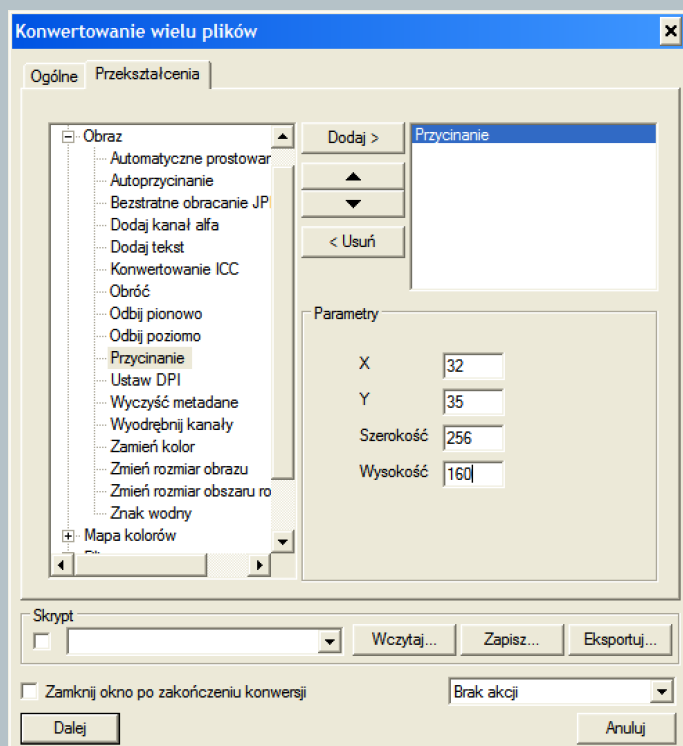 Konwertowanie wielu plików
Ogólne
Przekształcenia
Obraz
Automatyczne prostowar
Autoprzycinanie
Bezstratne obracanie JP
Dodaj kanał alfa
Dodaj tekst
Konwertowanie ICC
Obróć
Odbij pionowo
Odbij poziomo
Przycinanie
Ustaw DPI
Wyczyść metadane
Wyodrębnij kanały
Zamień kolor
Zmień rozmiar obrazu
Zmień rozmiar obszaru ro
Znak wodny
Mapa kolorów
Dodaj >
< Usuń
Przycinanie
Parametry
X 32
Y 35
Szerokość 256
Wysokość 160
Skrypt
Wczytaj...
Zapisz...
Eksportuj...
Zamknij okno po zakończeniu konwersji
Brak akcji
Dalej
Anuluj